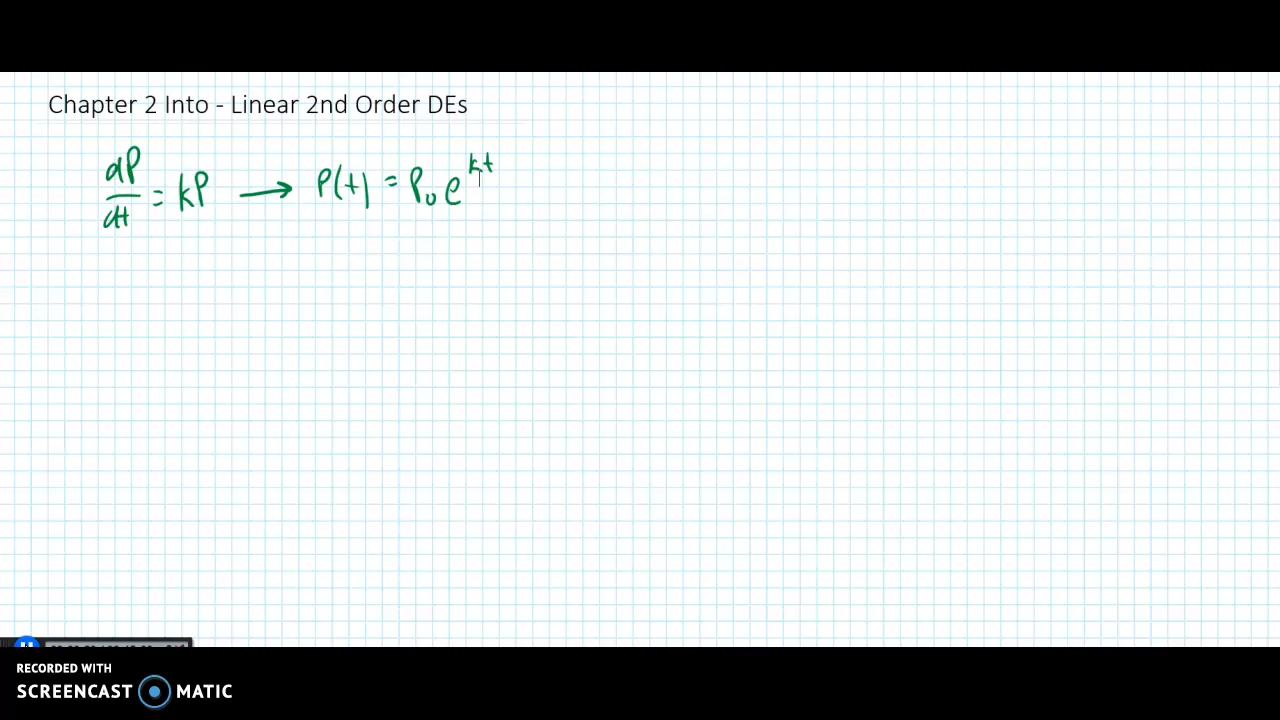 Chapter 2 Into - Linear 2nd Order DEs
dP/dt = kP → P(t) = P₀e^kt
RECORDED WITH
SCREENCAST MATIC